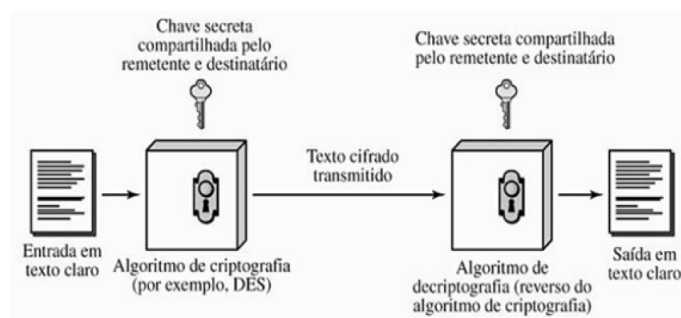 Chave secreta
compartilhada pelo
remetente e destinatário
Chave secreta compartilhada
pelo remetente e destinatário
Texto cifrado
transmitido
Entrada em
texto claro
Algoritmo de criptografia
(por exemplo, DES)
Algoritmo de
decriptografia (reverso do
algoritmo de criptografia)
Saída em
texto claro